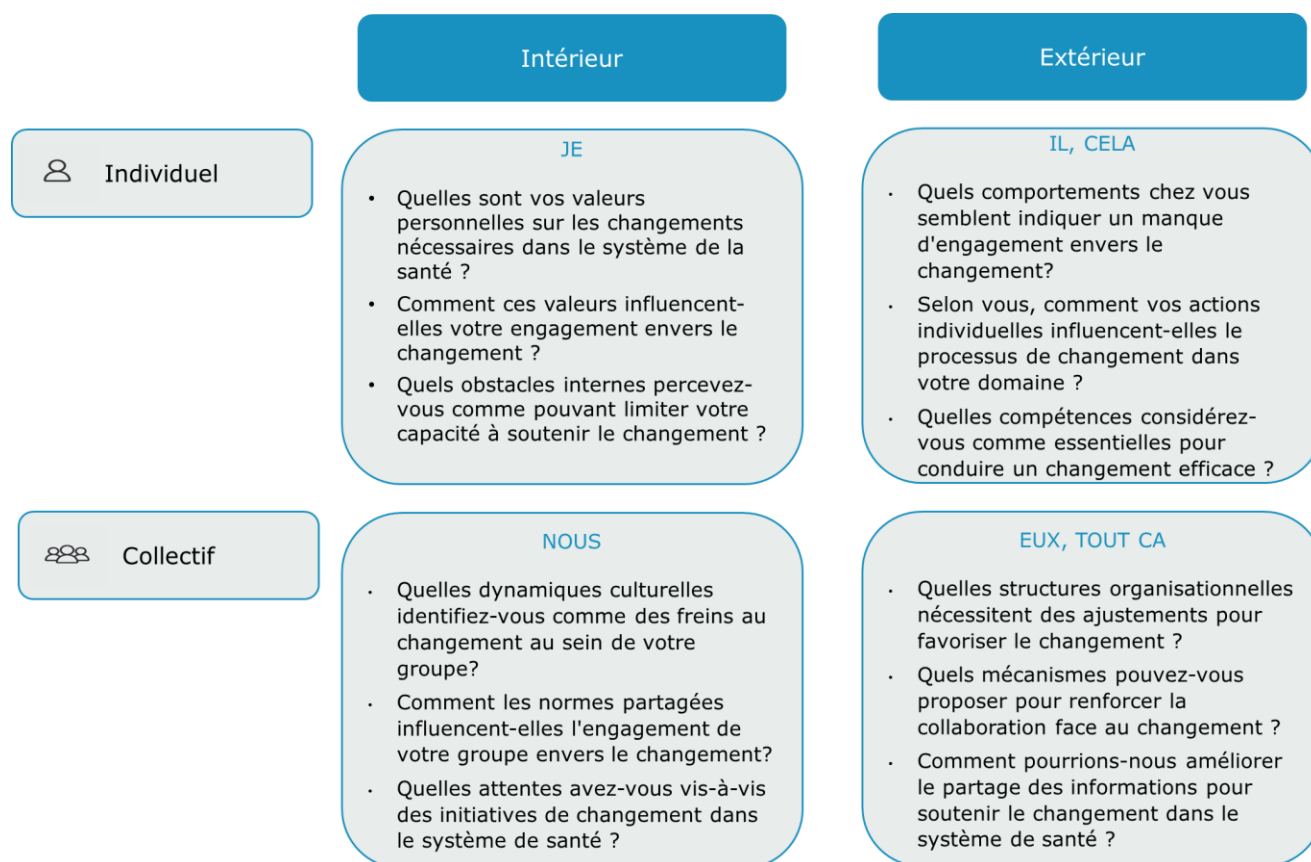 Intérieur
Extérieur
Individuel
JE
• Quelles sont vos valeurs
personnelles sur les changements
nécessaires dans le système de la
santé ?
• Comment ces valeurs influencent-
elles votre engagement envers le
changement ?
• Quels obstacles internes percevez-
vous comme pouvant limiter votre
capacité à soutenir le changement ?
IL, CELA
• Quels comportements chez vous
semblent indiquer un manque
d'engagement envers le
changement?
• Selon vous, comment vos actions
individuelles influencent-elles le
processus de changement dans
votre domaine ?
• Quelles compétences considérez-
vous comme essentielles pour
conduire un changement efficace ?
Collectif
NOUS
• Quelles dynamiques culturelles
identifiez-vous comme des freins au
changement au sein de votre
groupe?
• Comment les normes partagées
influencent-elles l'engagement de
votre groupe envers le changement?
• Quelles attentes avez-vous vis-à-vis
des initiatives de changement dans
le système de santé ?
EUX, TOUT CA
• Quelles structures organisationnelles
nécessitent des ajustements pour
favoriser le changement ?
• Quels mécanismes pouvez-vous
proposer pour renforcer la
collaboration face au changement ?
• Comment pourrions-nous améliorer
le partage des informations pour
soutenir le changement dans le
système de santé ?